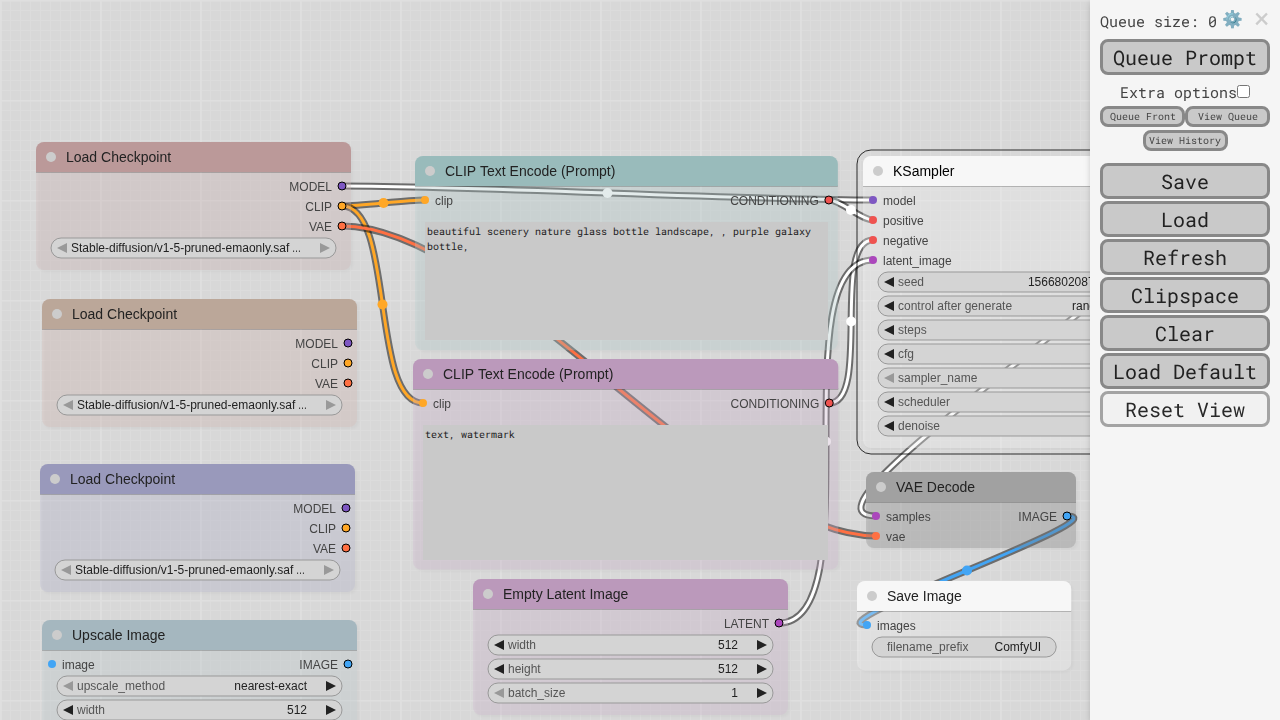 Load Checkpoint
MODEL
CLIP
VAE
Stable-diffusion/v1-5-pruned-emaonly.saf ...
Load Checkpoint
MODEL
CLIP
VAE
Stable-diffusion/v1-5-pruned-emaonly.saf ...
Load Checkpoint
MODEL
CLIP
VAE
Stable-diffusion/v1-5-pruned-emaonly.saf ...
Upscale Image
image IMAGE
upscale_method nearest-exact
width 512
CLIP Text Encode (Prompt)
clip CONDITIONING
beautiful scenery nature glass bottle landscape, , purple galaxy
bottle,
CLIP Text Encode (Prompt)
clip CONDITIONING
text, watermark
Empty Latent Image
LATENT
width 512
height 512
batch_size 1
KSampler
model
positive
negative
latent_image
seed 1566802087
control after generate ran
steps
cfg
sampler_name
scheduler
denoise
VAE Decode
samples IMAGE
vae
Save Image
images
filename_prefix ComfyUI
Queue size: 0
Queue Prompt
Extra options
Queue Front View Queue
View History
Save
Load
Refresh
Clipspace
Clear
Load Default
Reset View